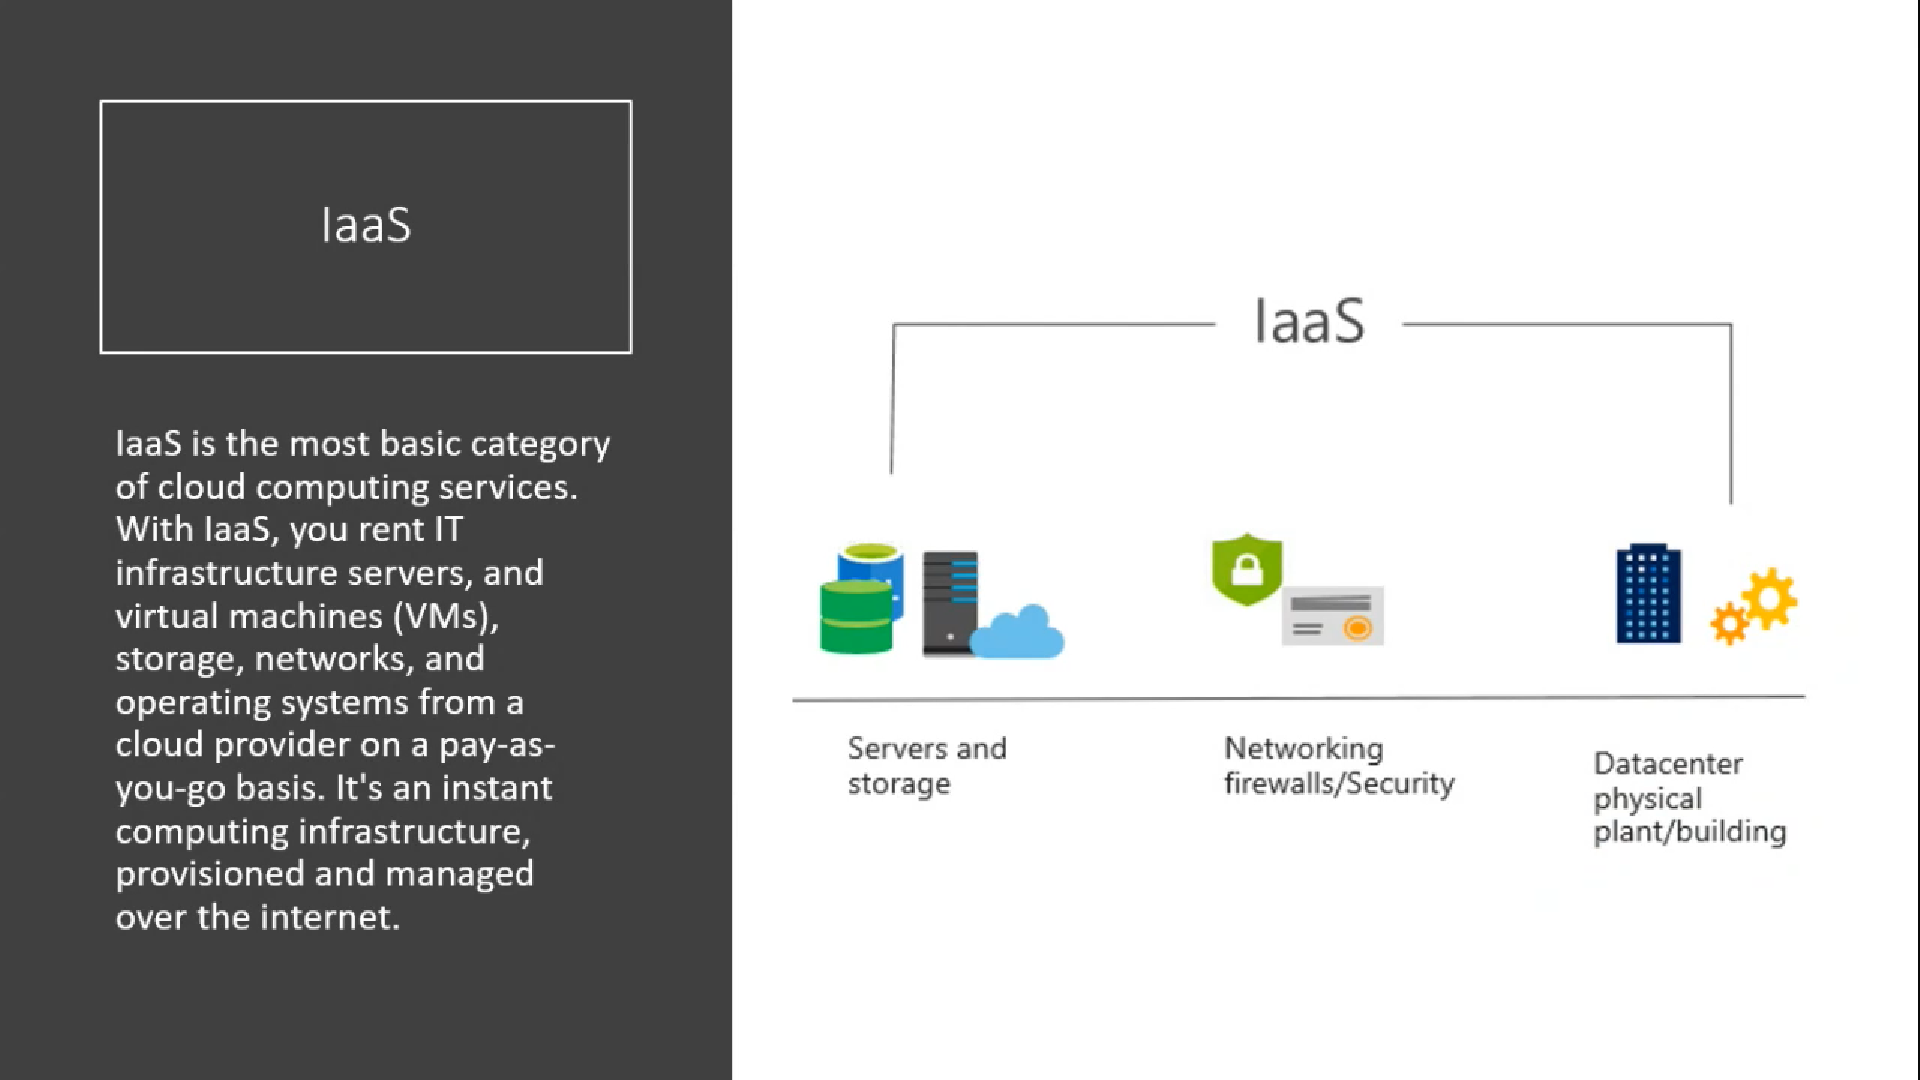 IaaS
IaaS is the most basic category
of cloud computing services.
With IaaS, you rent IT
infrastructure servers, and
virtual machines (VMs),
storage, networks, and
operating systems from a
cloud provider on a pay-as-
you-go basis. It's an instant
computing infrastructure,
provisioned and managed
over the internet.
IaaS
Servers and
storage
Networking
firewalls/Security
Datacenter
physical
plant/building